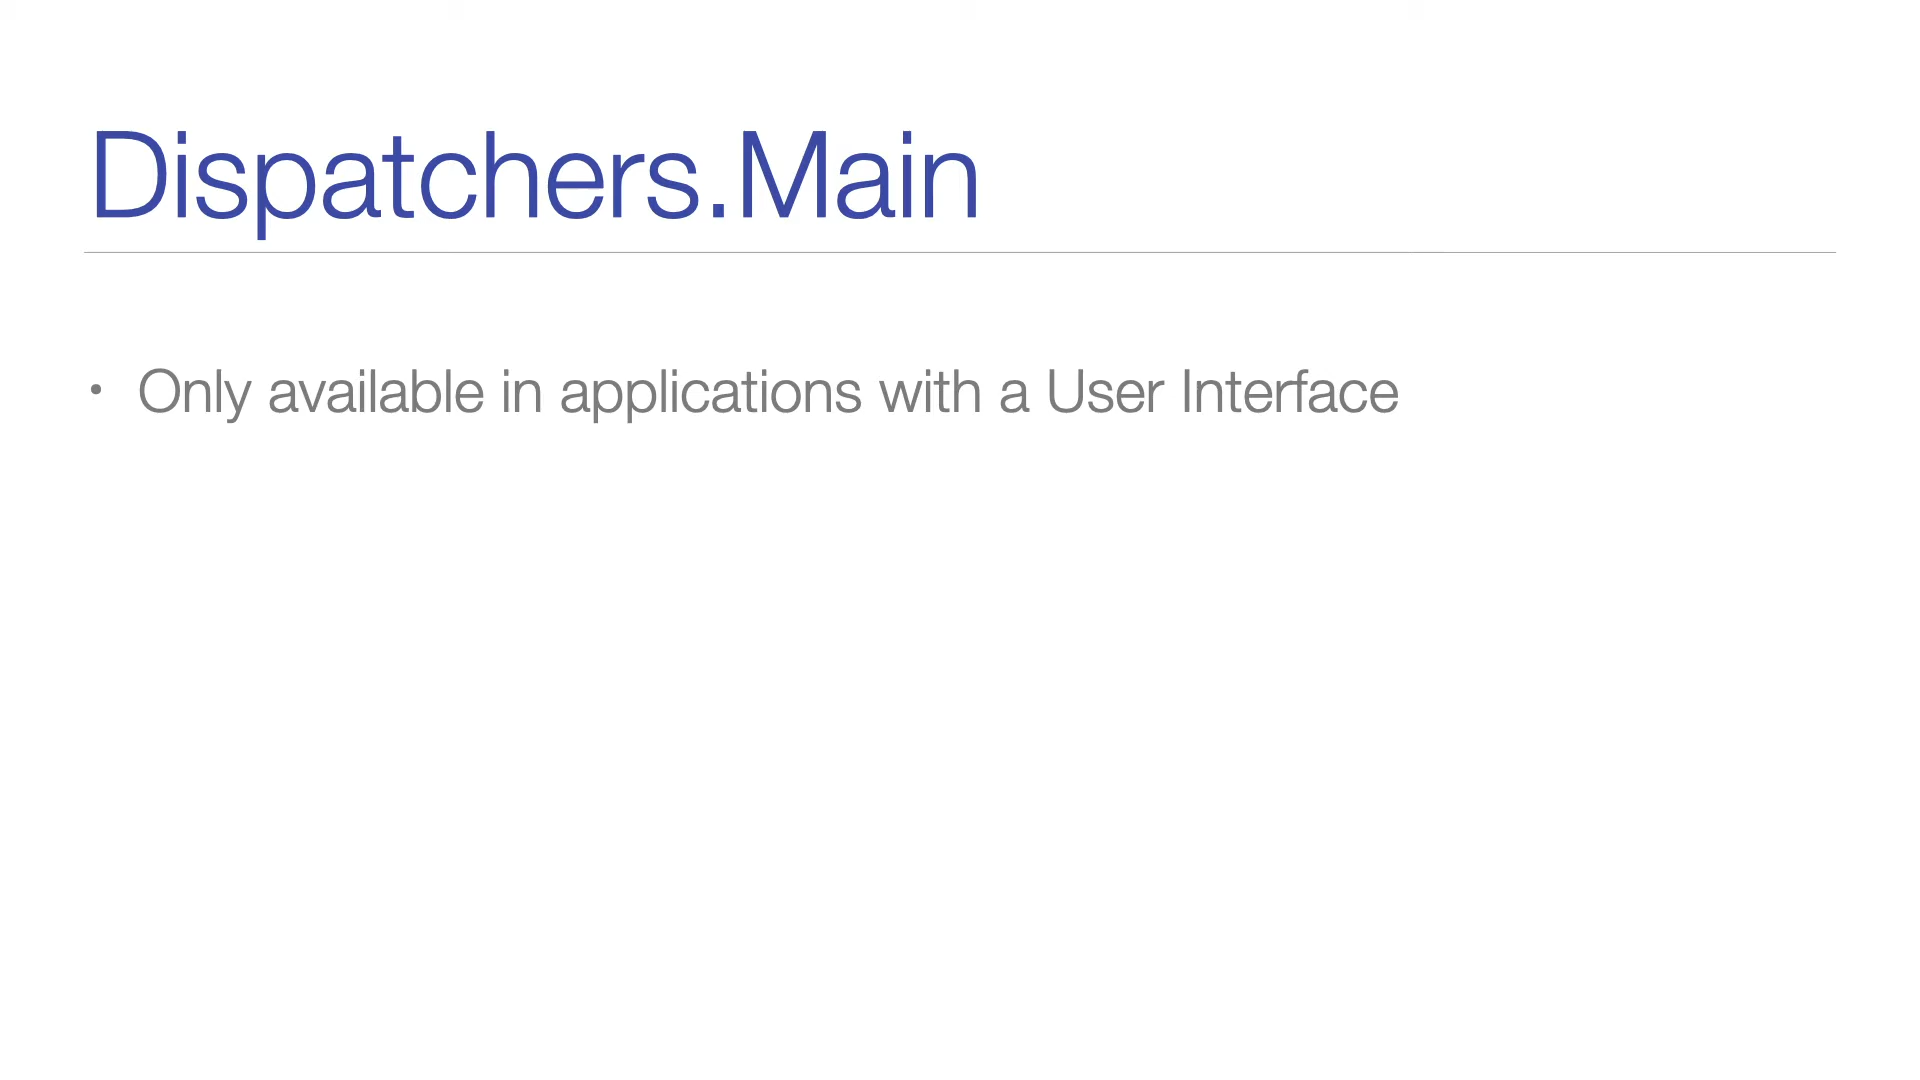 Dispatchers.Main
• Only available in applications with a User Interface